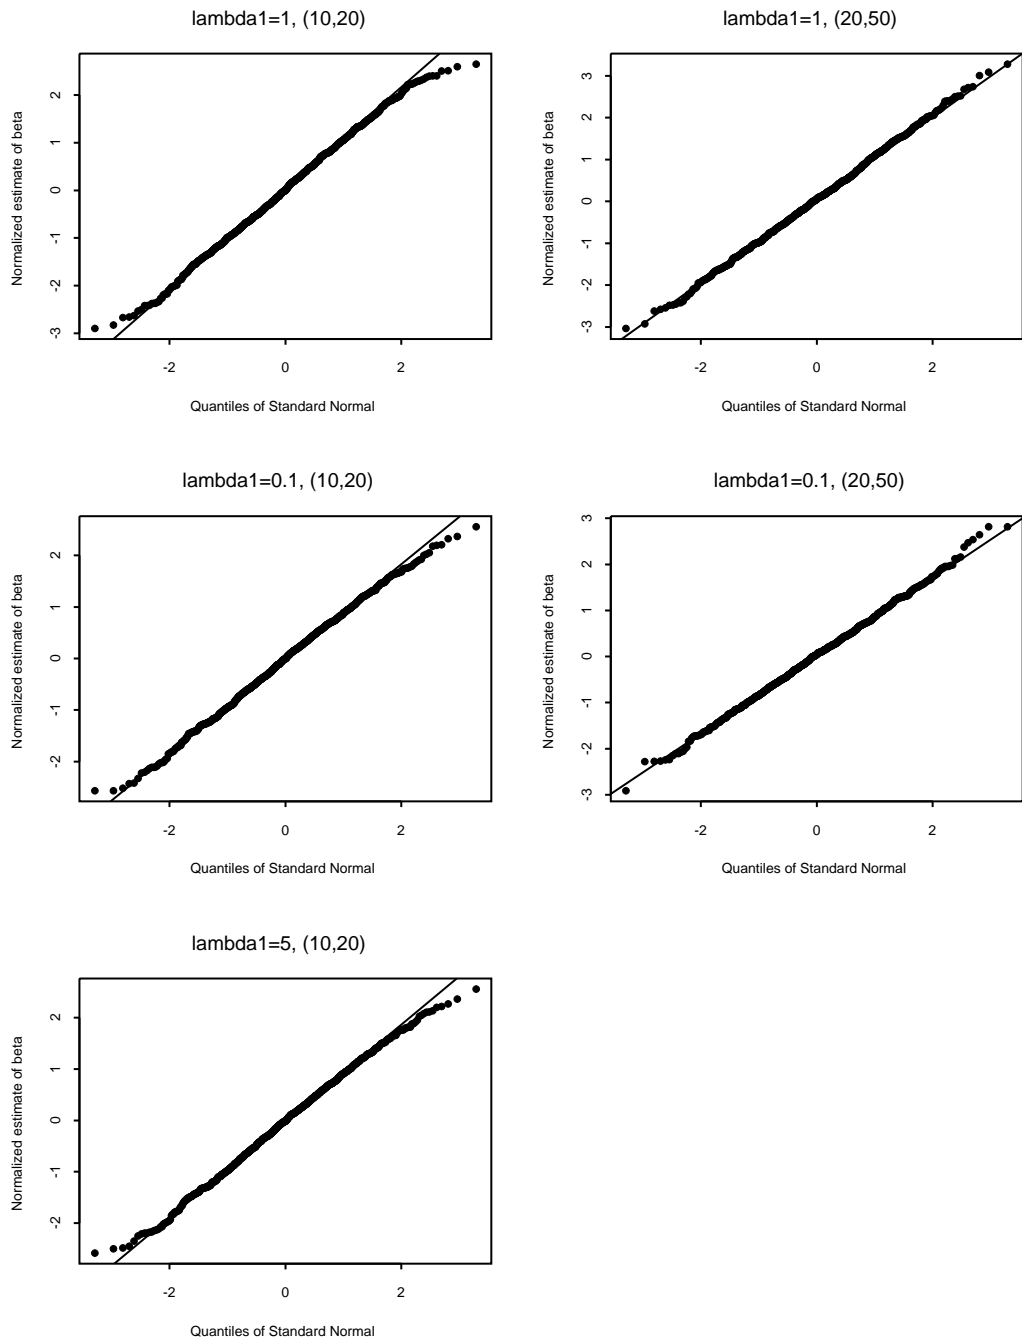 lambda1=1, (10,20)
Normalized estimate of beta
2
1
0
-1
-2
-3
-2 0 2
Quantiles of Standard Normal
lambda1=1, (20,50)
Normalized estimate of beta
3
2
1
0
-1
-2
-3
-2 0 2
Quantiles of Standard Normal
lambda1=0.1, (10,20)
Normalized estimate of beta
2
1
0
-1
-2
-2 0 2
Quantiles of Standard Normal
lambda1=0.1, (20,50)
Normalized estimate of beta
3
2
1
0
-1
-2
-3
-2 0 2
Quantiles of Standard Normal
lambda1=5, (10,20)
Normalized estimate of beta
2
1
0
-1
-2
-2 0 2
Quantiles of Standard Normal